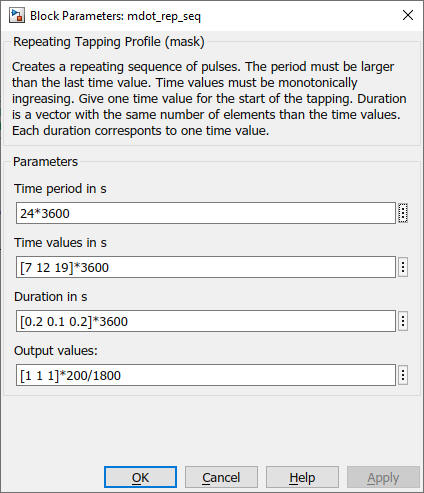 Block Parameters: mdot_rep_seq
Repeating Tapping Profile (mask)
Creates a repeating sequence of pulses. The period must be larger
than the last time value. Time values must be monotonically
ingreasing. Give one time value for the start of the tapping. Duration
is a vector with the same number of elements than the time values.
Each duration corresponts to one time value.
Parameters
Time period in s
24*3600
Time values in s
[7 12 19]*3600
Duration in s
[0.2 0.1 0.2]*3600
Output values:
[1 1 1]*200/1800
OK Cancel Help Apply